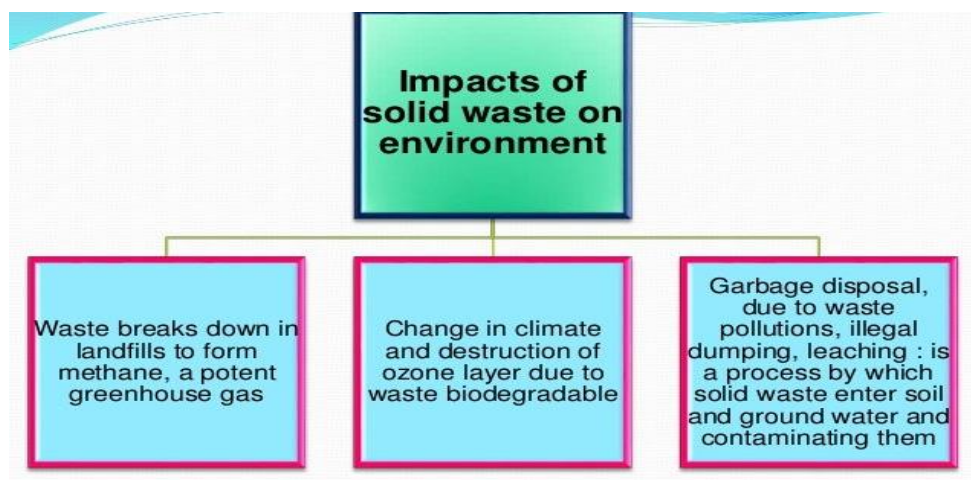 Impacts of
solid waste on
environment
Waste breaks down in
landfills to form
methane, a potent
greenhouse gas
Change in climate
and destruction of
ozone layer due to
waste biodegradable
Garbage disposal,
due to waste
pollutions, illegal
dumping, leaching : is
a process by which
solid waste enter soil
and ground water and
contaminating them